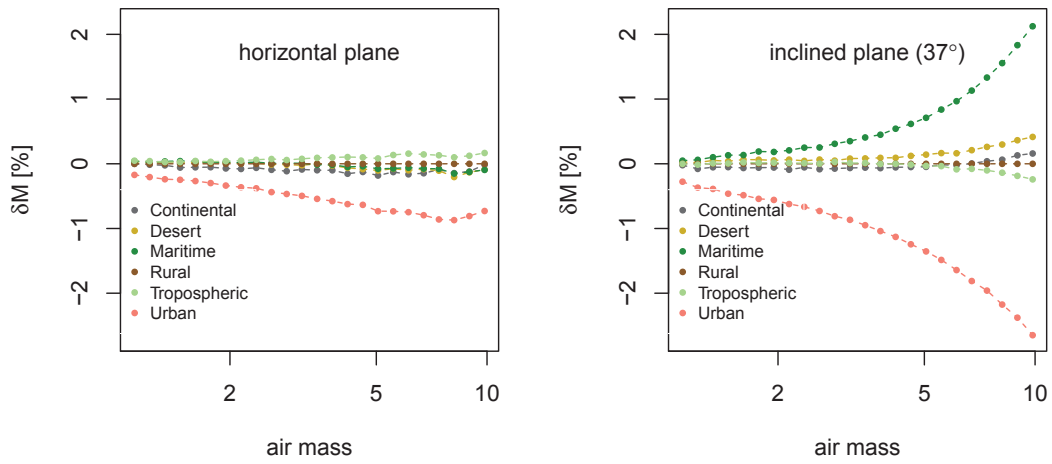 horizontal plane
δM [%]
2
1
0
−1
−2
Continental
Desert
Maritime
Rural
Tropospheric
Urban
2
5
10
air mass
inclined plane (37°)
δM [%]
2
1
0
−1
−2
Continental
Desert
Maritime
Rural
Tropospheric
Urban
2
5
10
air mass